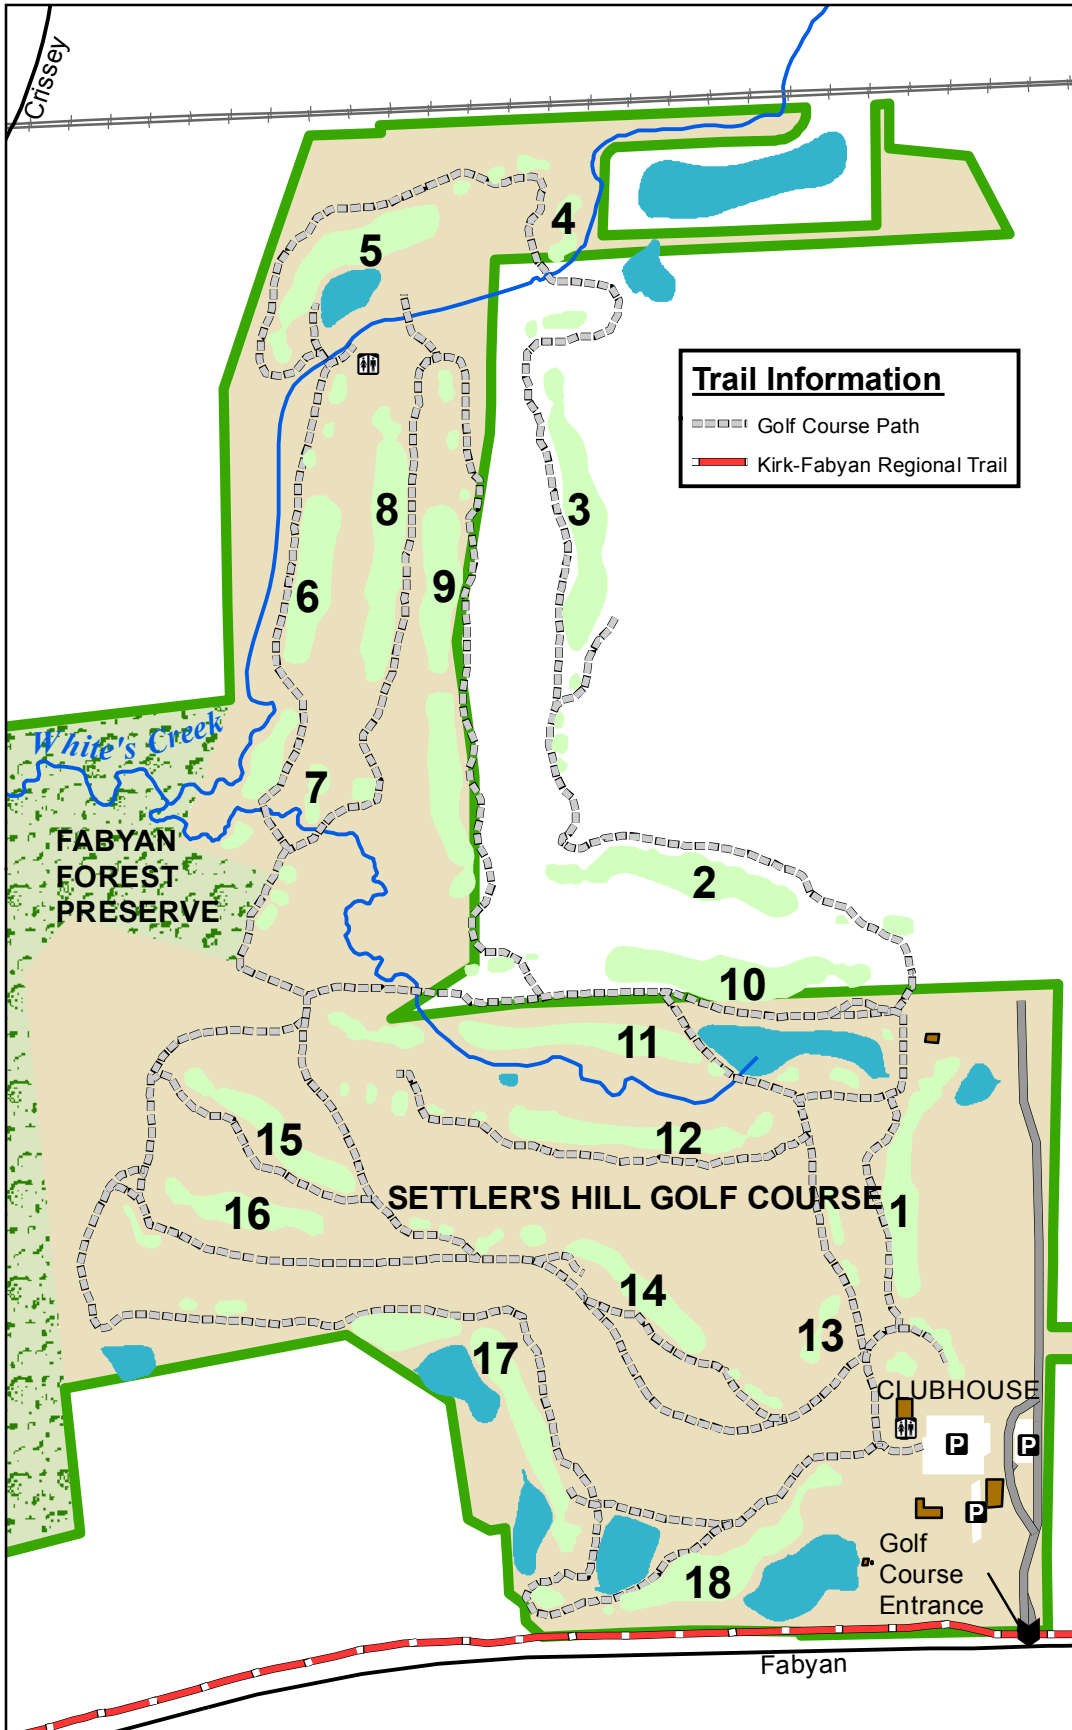 Crissey
4
5
Trail Information
Golf Course Path
Kirk-Fabyan Regional Trail
8
3
9
6
White's Creek
7
FABYAN
FOREST
PRESERVE
2
10
11
12
15
SETTLER'S HILL GOLF COURSE
1
16
14
13
17
CLUBHOUSE
P
P
P
Golf
Course
Entrance
18
Fabyan